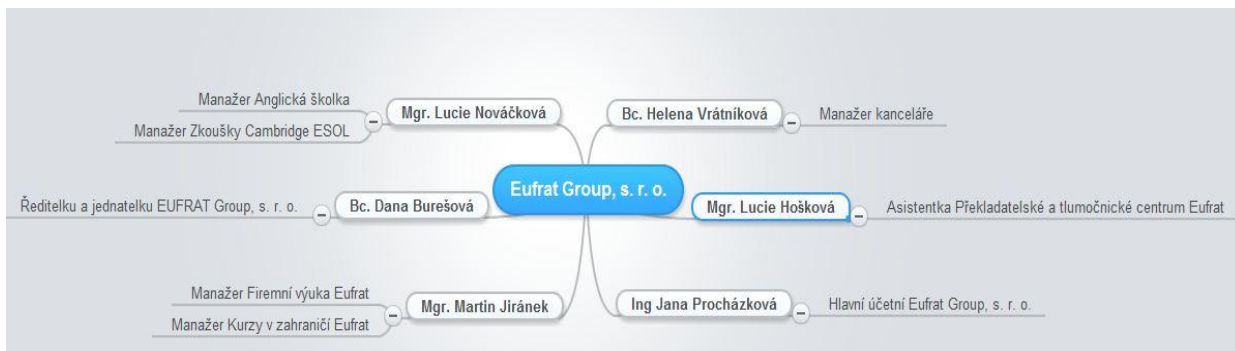 Manažer Anglická školka
Manažer Zkoušky Cambridge ESOL
Mgr. Lucie Nováčková
Bc. Helena Vrátníková
Manažer kanceláře
Eufrat Group, s. r. o.
Ředitelku a jednatelku EUFRAT Group, s. r. o.
Bc. Dana Burešová
Mgr. Lucie Hošková
Asistentka Překladatelské a tlumočnické centrum Eufrat
Manažer Firemní výuka Eufrat
Manažer Kurzy v zahraničí Eufrat
Mgr. Martin Jiránek
Ing Jana Procházková
Hlavní účetní Eufrat Group, s. r. o.